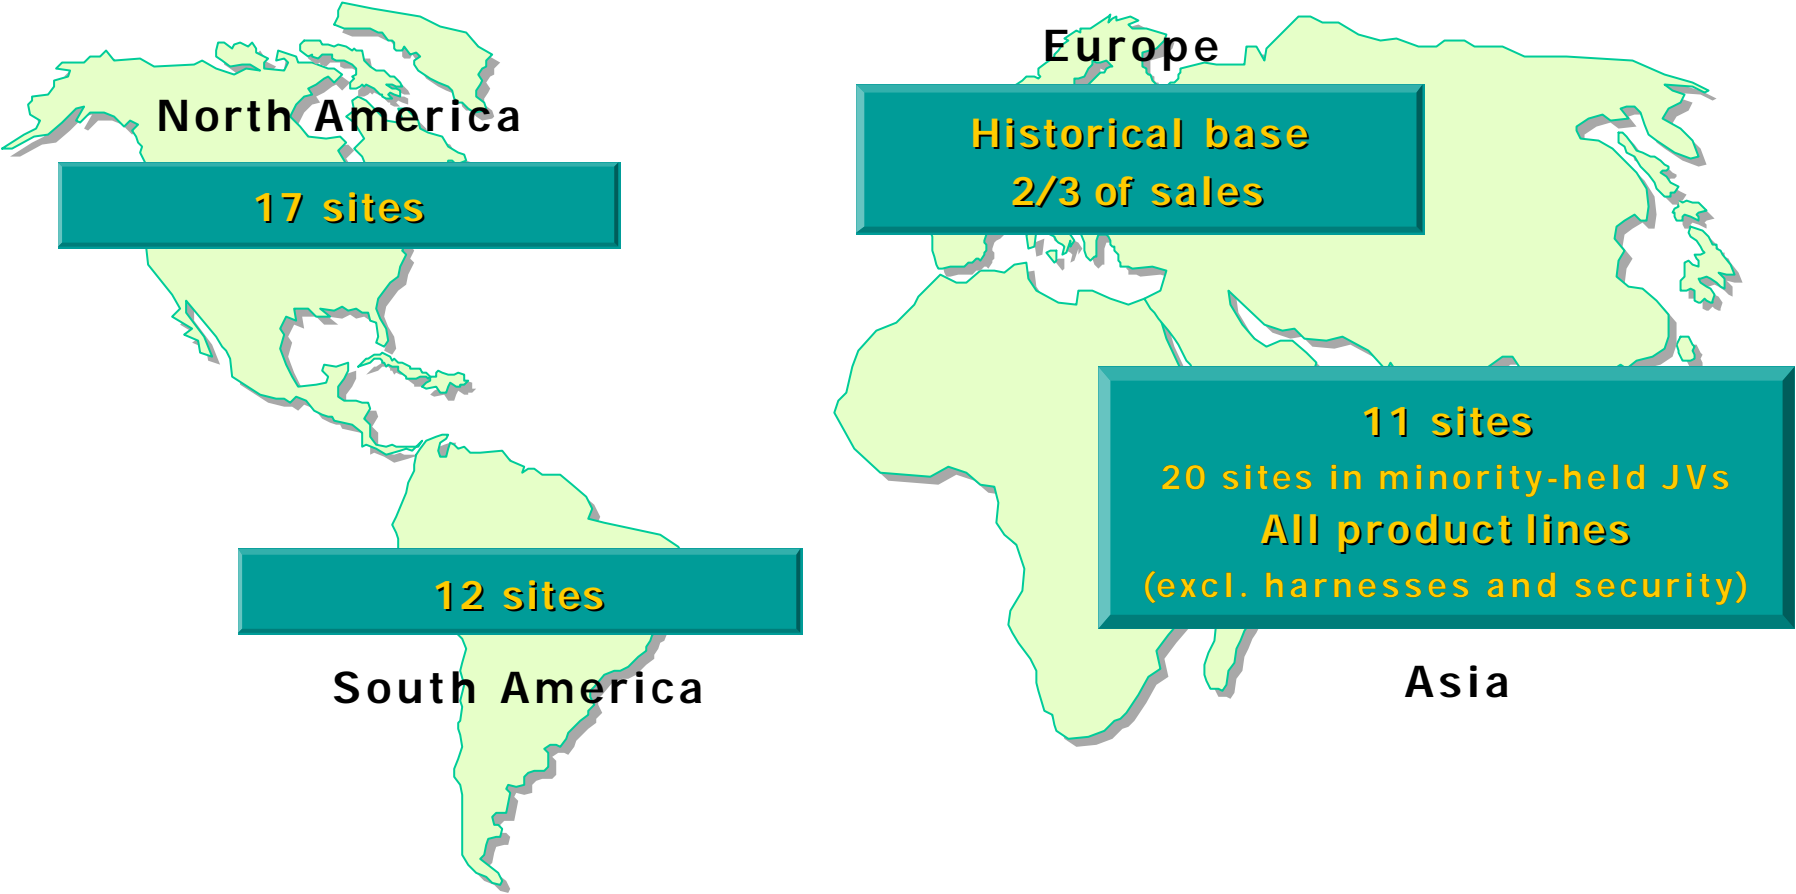 North America
17 sites
12 sites
South America
Europe
Historical base
2/3 of sales
11 sites
20 sites in minority-held JVs
All product lines
(excl. harnesses and security)
Asia